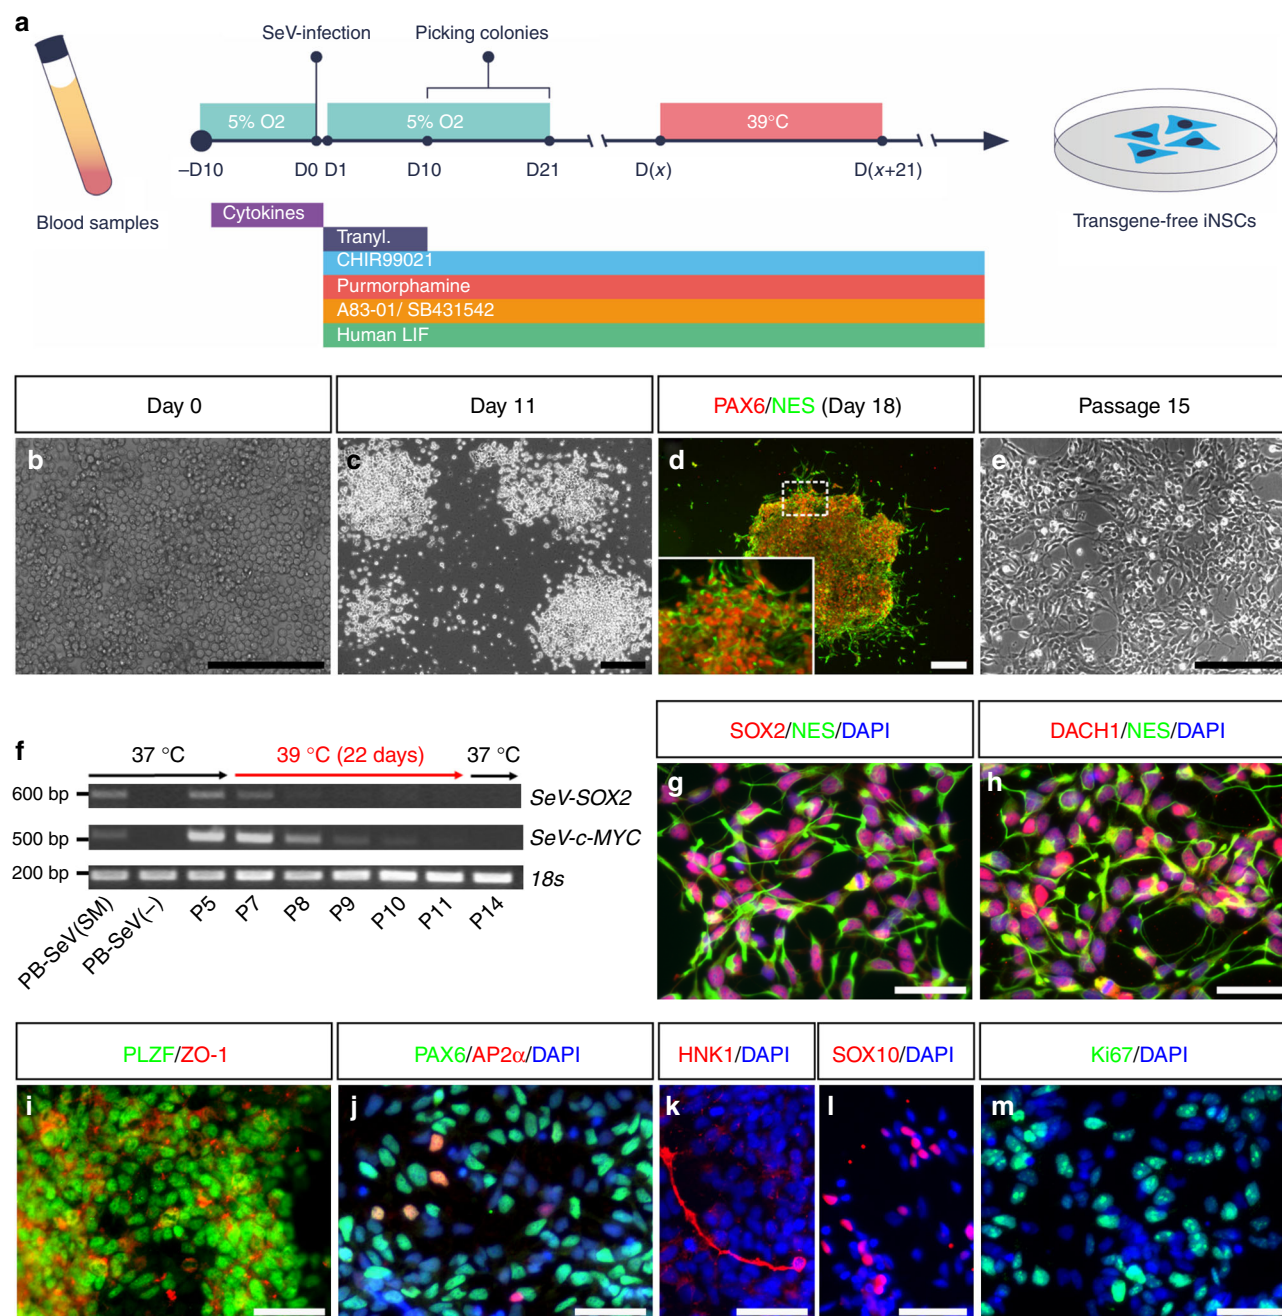 a
SeV-infection
Picking colonies
5% O2
5% O2
39°C
–D10
D0 D1
D10
D21
D(x)
D(x+21)
Blood samples
Transgene-free iNSCs
Cytokines
Tranyl.
CHIR99021
Purmorphamine
A83-01/ SB431542
Human LIF
Day 0
Day 11
PAX6/NES (Day 18)
Passage 15
b
c
d
e
f
37 °C
39 °C (22 days)
37 °C
600 bp
SeV-SOX2
500 bp
SeV-c-MYC
200 bp
18s
PB-SeV(SM)
PB-SeV(–)
P5
P7
P8
P9
P10
P11
P14
SOX2/NES/DAPI
DACH1/NES/DAPI
g
h
PLZF/ZO-1
PAX6/AP2α/DAPI
HNK1/DAPI
SOX10/DAPI
Ki67/DAPI
i
j
k
l
m